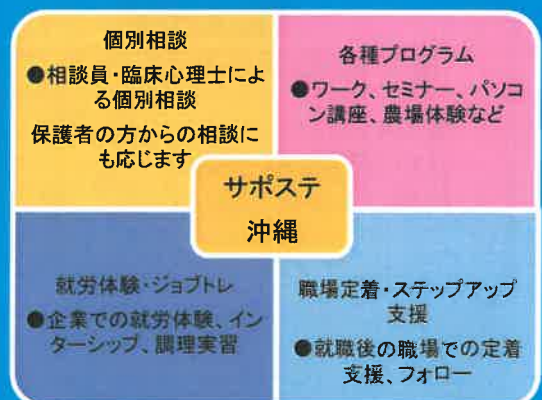 個別相談
●相談員・臨床心理士によ
る個別相談
保護者の方からの相談に
も応じます
各種プログラム
●ワーク、セミナー、パソコ
ン講座、農場体験など
サポステ
沖縄
就労体験・ジョブトレ
●企業での就労体験、イン
ターシップ、調理実習
職場定着・ステップアップ
支援
●就職後の職場での定着
支援、フォロー